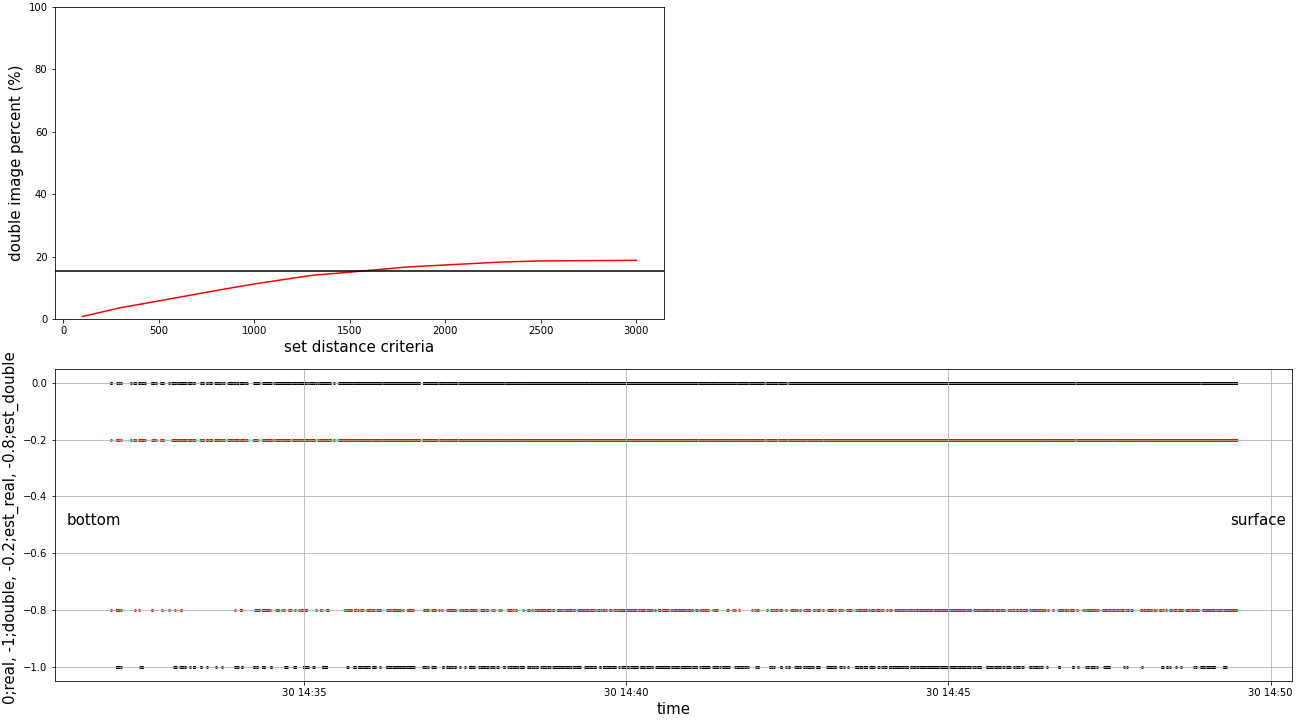 100
80
60
40
20
0
double image percent (%)
0 500 1000 1500 2000 2500 3000
set distance criteria
0.0
−0.2
−0.4
−0.6
−0.8
−1.0
0;real, -1;double, -0.2;est_real, -0.8;est_double
bottom
surface
30 14:35 30 14:40 30 14:45 30 14:50
time